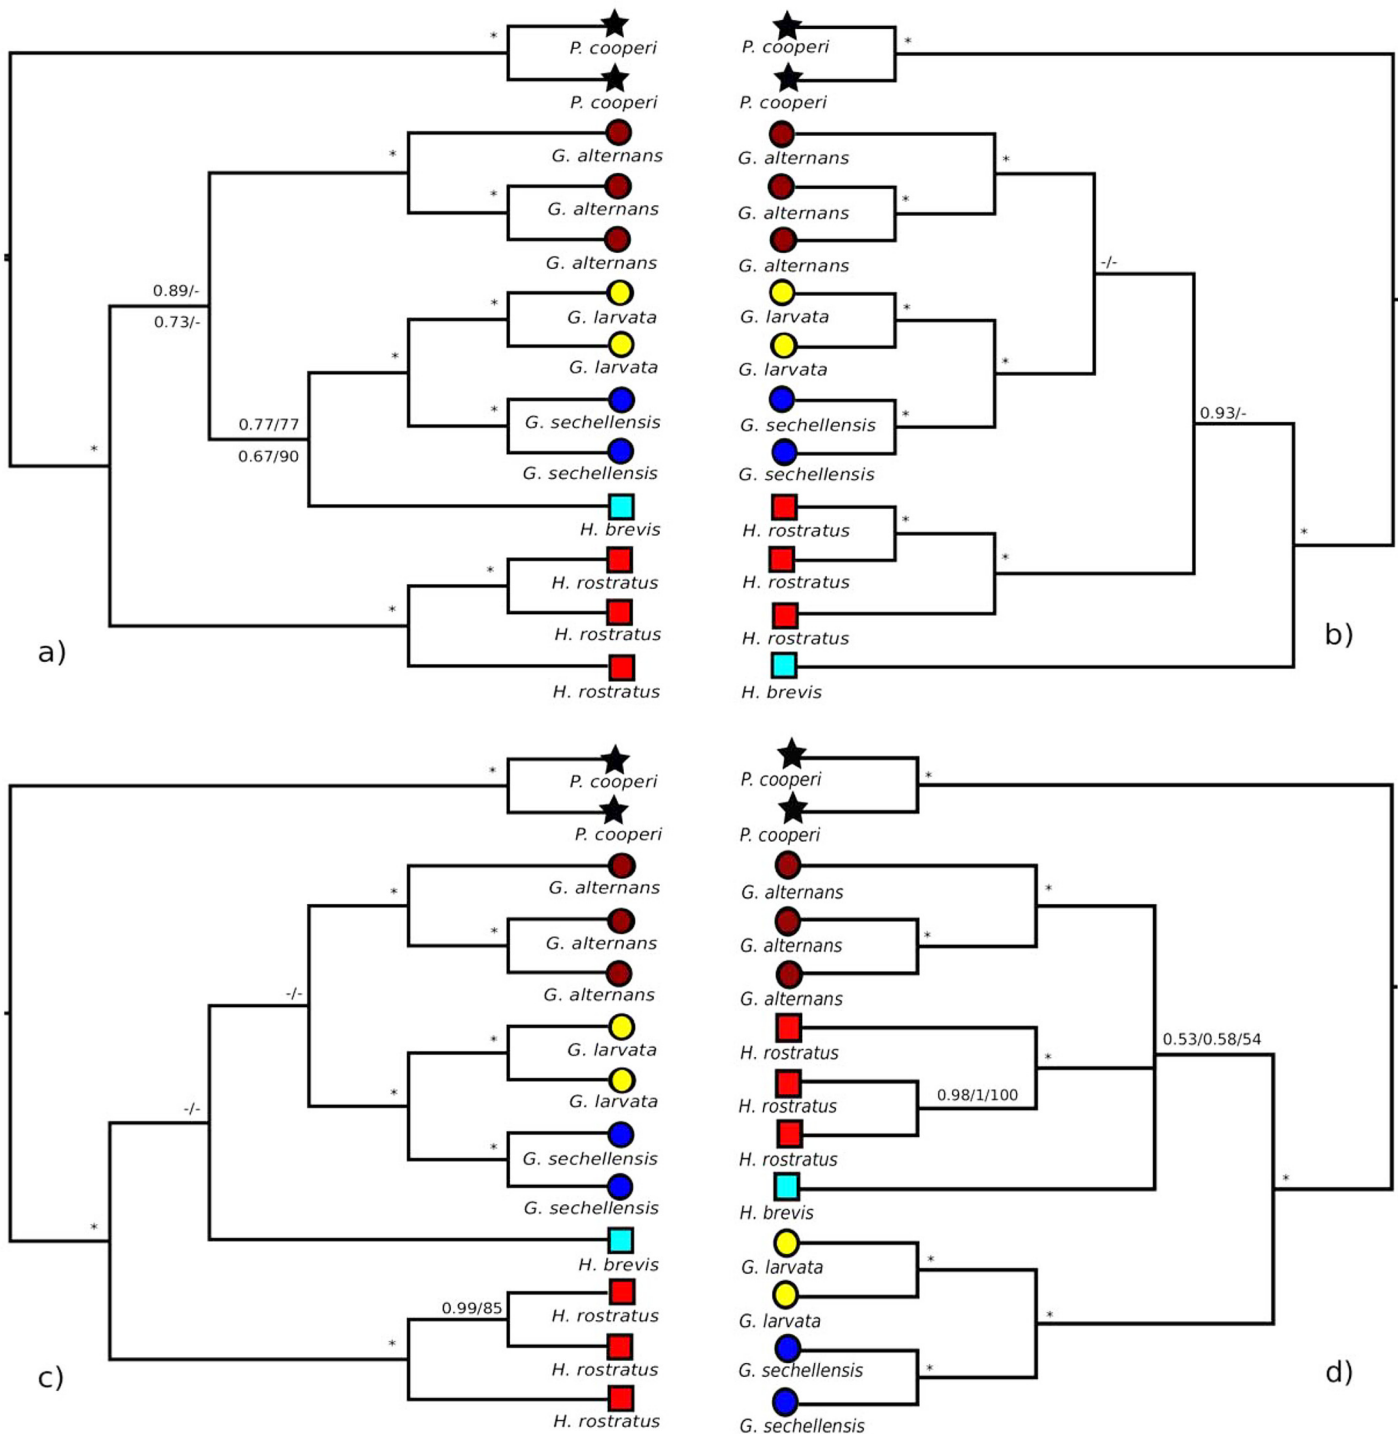 *
P. cooperi
P. cooperi
*
G. alternans
*
G. alternans
G. alternans
0.89/-
0.73/-
*
G. larvata
*
G. larvata
0.77/77
0.67/90
*
G. sechellensis
G. sechellensis
*
H. brevis
*
H. rostratus
*
H. rostratus
H. rostratus
a)
P. cooperi
*
P. cooperi
G. alternans
*
G. alternans
*
G. alternans
-/-
G. larvata
*
G. larvata
*
G. sechellensis
*
0.93/-
G. sechellensis
H. rostratus
*
*
H. rostratus
*
H. rostratus
H. brevis
b)
*
P. cooperi
P. cooperi
*
G. alternans
*
G. alternans
G. alternans
-/-
*
G. larvata
*
G. larvata
-/-
*
G. sechellensis
G. sechellensis
*
H. brevis
0.99/85
H. rostratus
*
H. rostratus
H. rostratus
c)
P. cooperi
*
P. cooperi
G. alternans
*
G. alternans
*
G. alternans
H. rostratus
*
0.53/0.58/54
0.98/1/100
H. rostratus
H. rostratus
H. brevis
*
G. larvata
*
G. larvata
*
G. sechellensis
*
G. sechellensis
d)